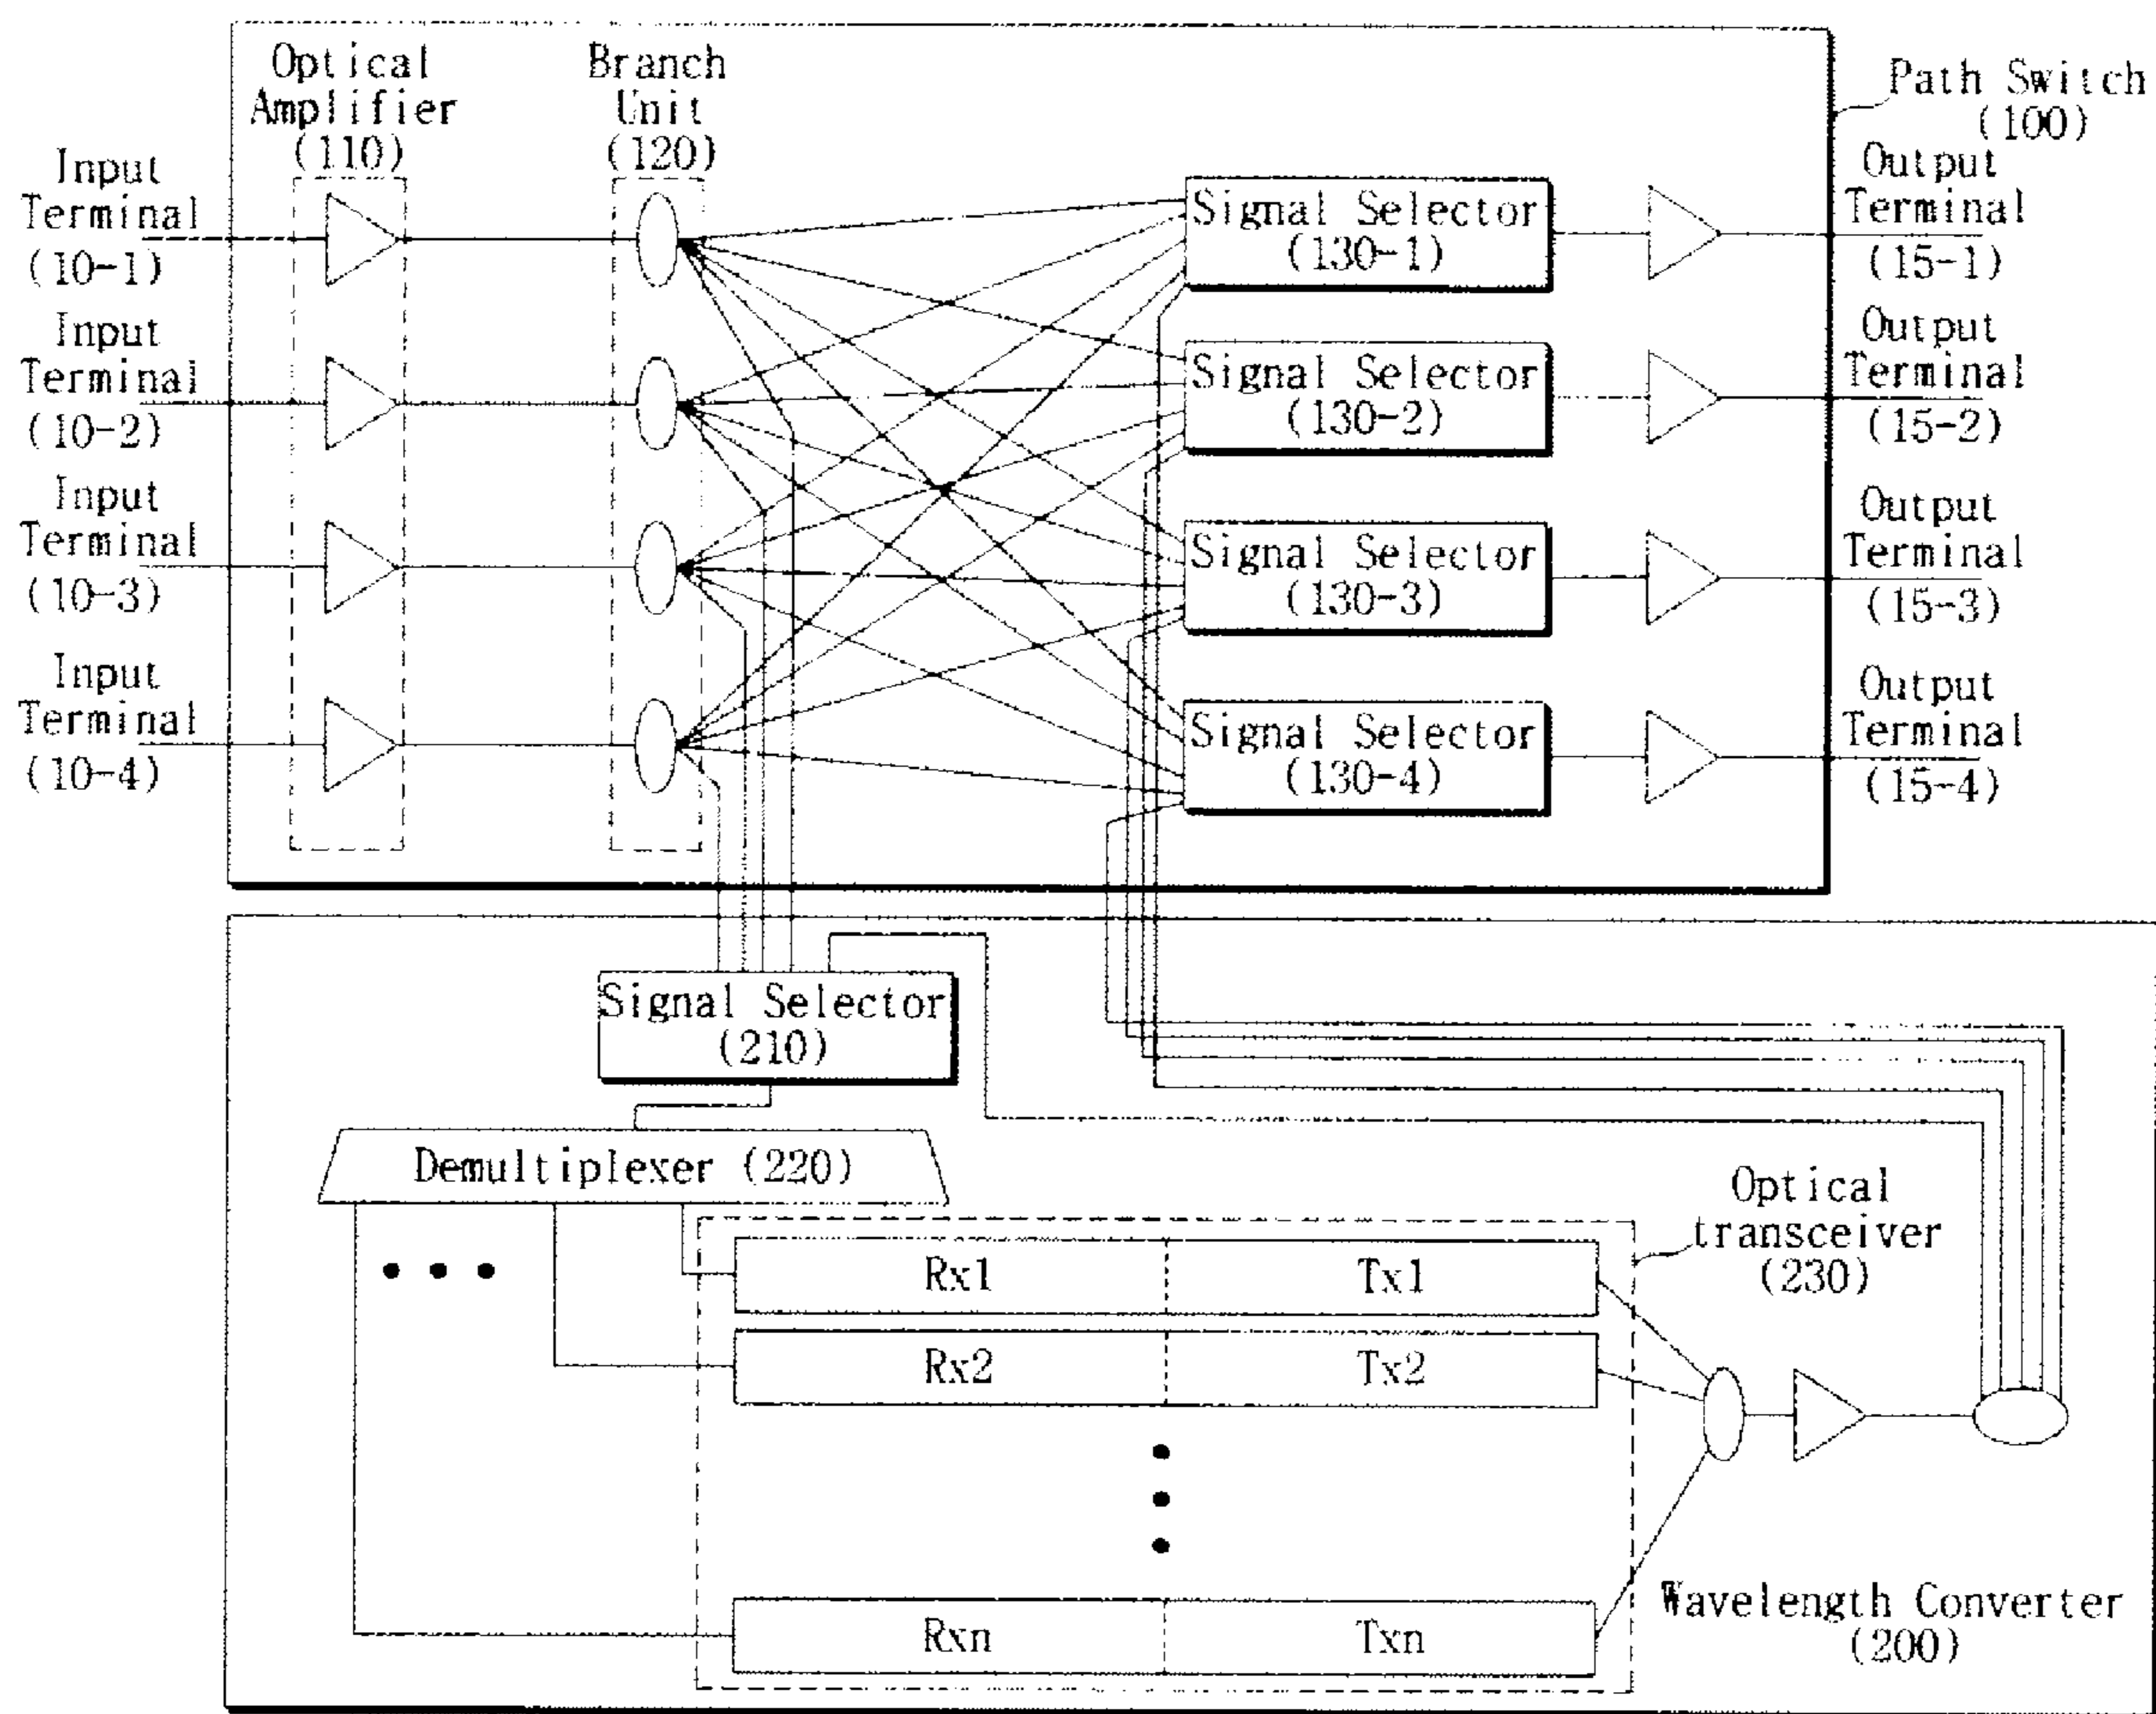 Optical
Amplifier
(110)
Branch
Unit
(120)
Path Switch
(100)
Input
Terminal
(10-1)
Signal Selector
(130-1)
Output
Terminal
(15-1)
Input
Terminal
(10-2)
Signal Selector
(130-2)
Output
Terminal
(15-2)
Input
Terminal
(10-3)
Signal Selector
(130-3)
Output
Terminal
(15-3)
Input
Terminal
(10-4)
Signal Selector
(130-4)
Output
Terminal
(15-4)
Signal Selector
(210)
Demultiplexer (220)
Optical
transceiver
(230)
Rx1 Tx1
Rx2 Tx2
Rxn Txn
Wavelength Converter
(200)